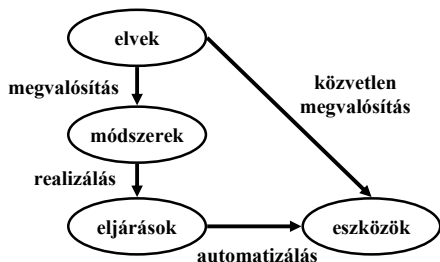 elvek
megvalósítás
közvetlen
megvalósítás
módszerek
realizálás
eljárások
eszközök
automatizálás